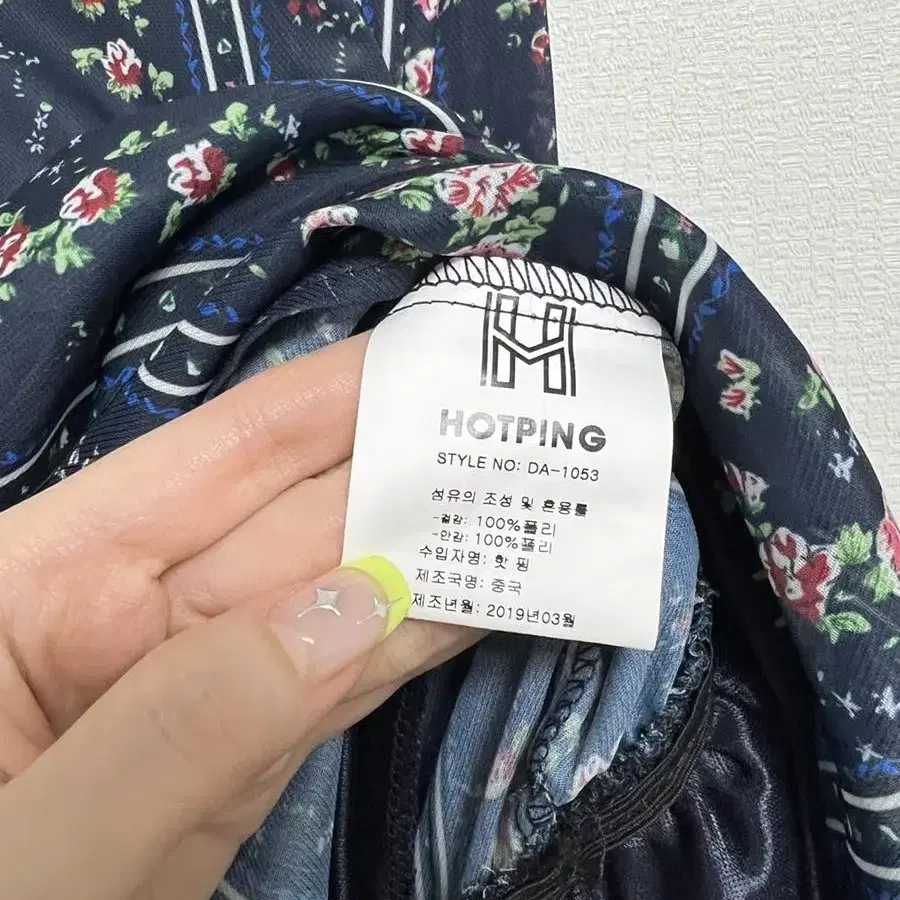 HOTPING
STYLE NO: DA-1053
섬유의 조성 및 혼용률
-겉감: 100%폴리
-안감: 100%폴리
수입자명: 핫 핑
제조국명: 중국
제조년월: 2019년03월